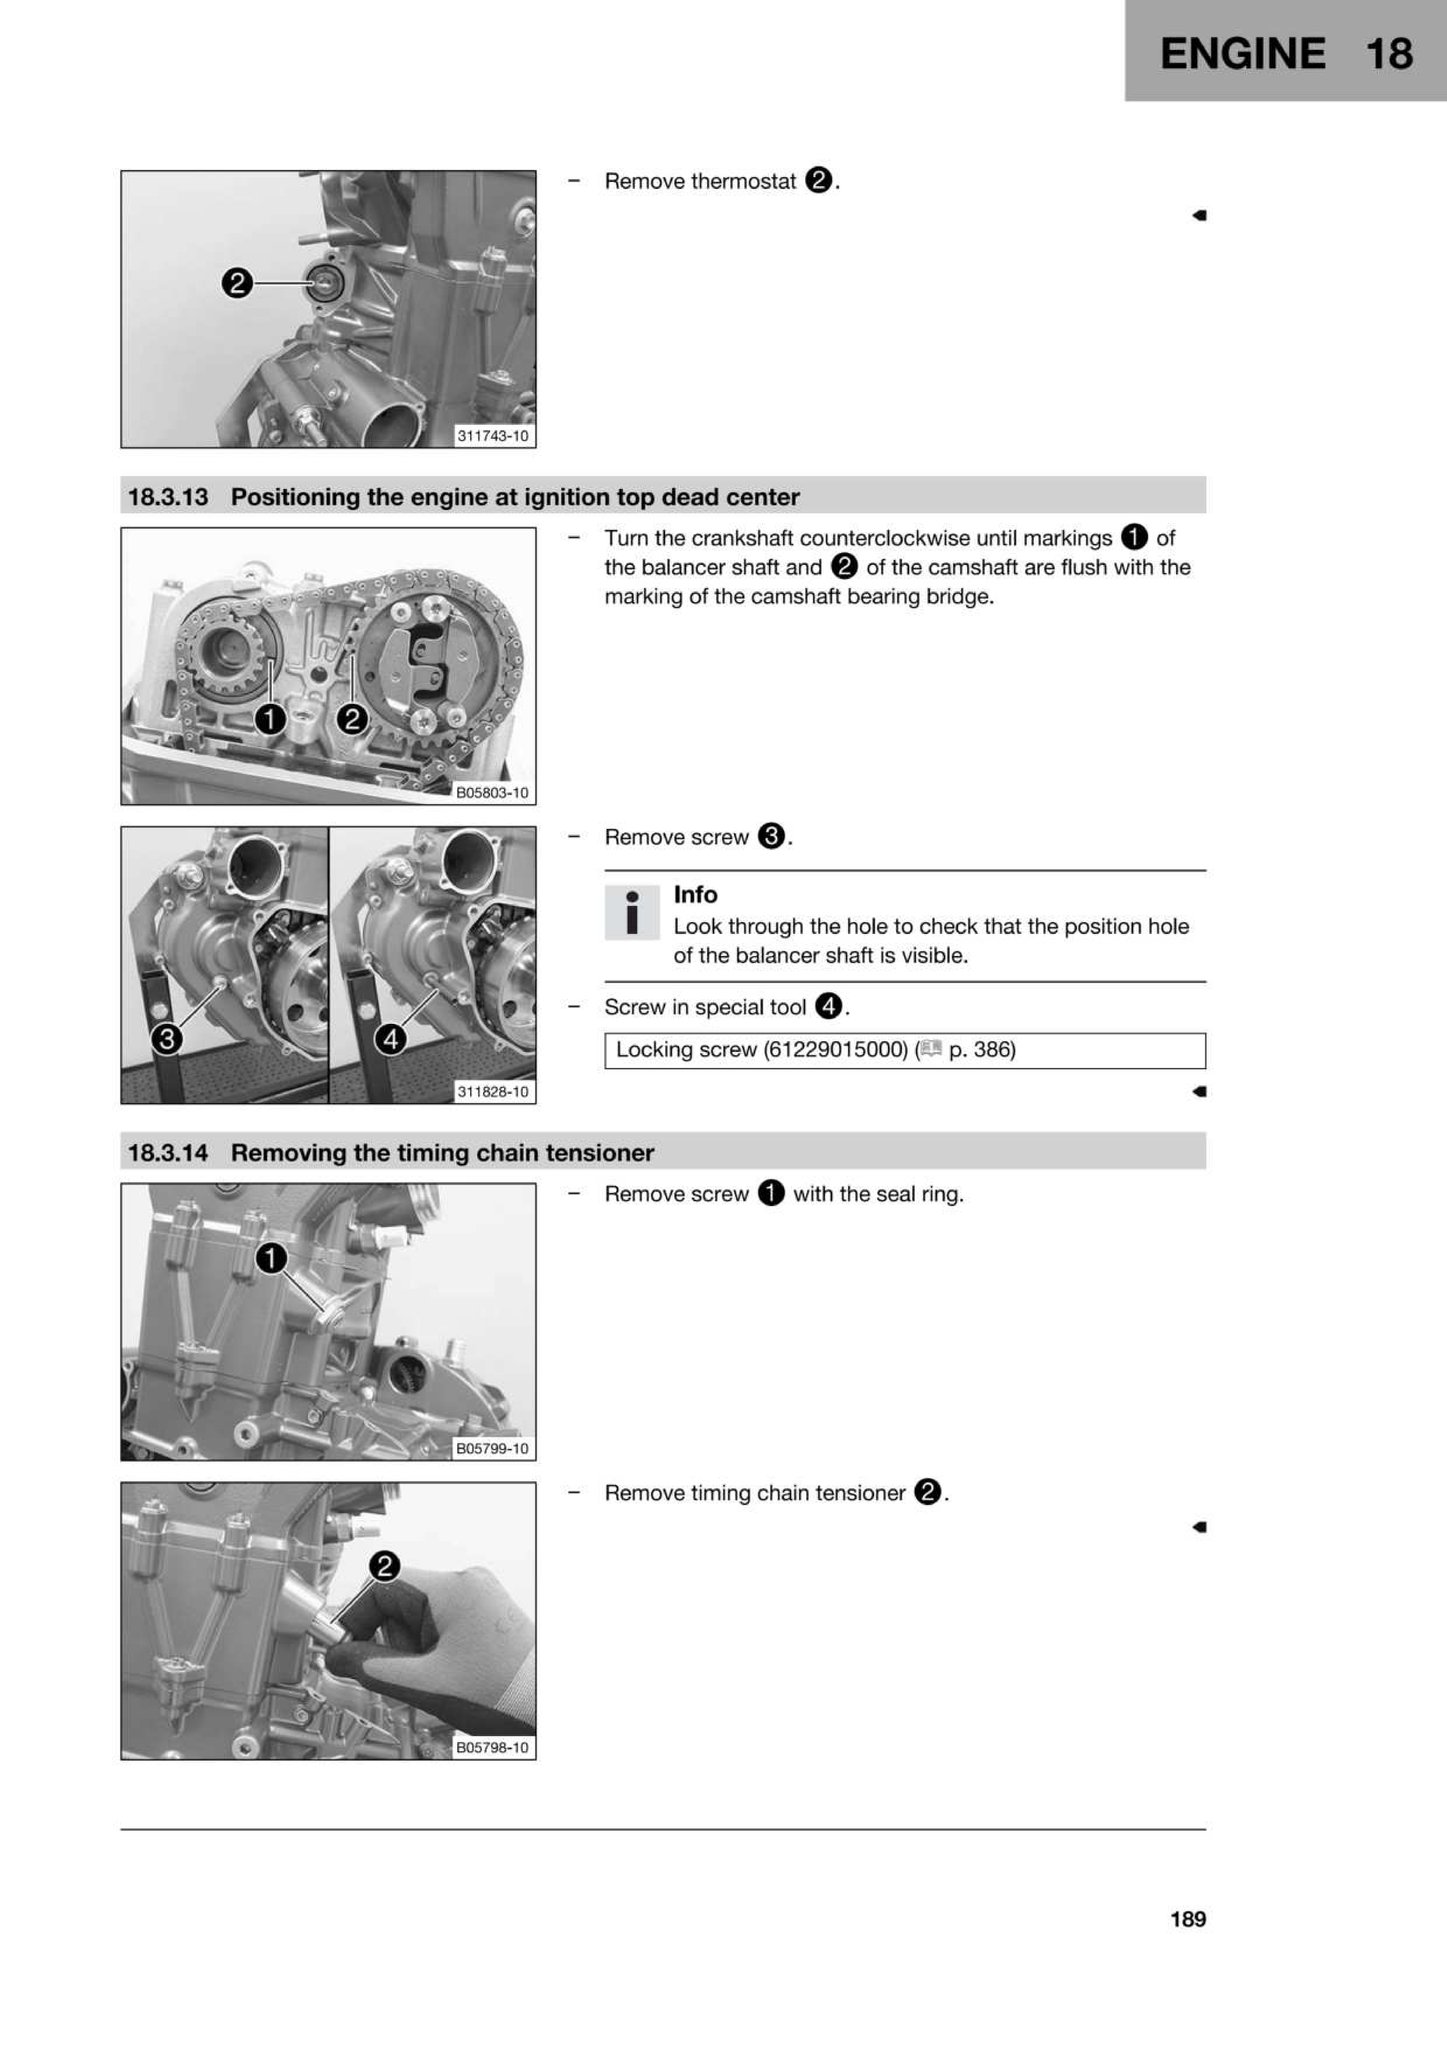 ENGINE 18
– Remove thermostat 2.
2
311743-10
18.3.13 Positioning the engine at ignition top dead center
– Turn the crankshaft counterclockwise until markings 1 of
the balancer shaft and 2 of the camshaft are flush with the
marking of the camshaft bearing bridge.
1 2
B05803-10
– Remove screw 3.
Info
Look through the hole to check that the position hole
of the balancer shaft is visible.
– Screw in special tool 4.
Locking screw (61229015000) ( p. 386)
3 4
311828-10
18.3.14 Removing the timing chain tensioner
– Remove screw 1 with the seal ring.
1
B05799-10
– Remove timing chain tensioner 2.
2
B05798-10
189